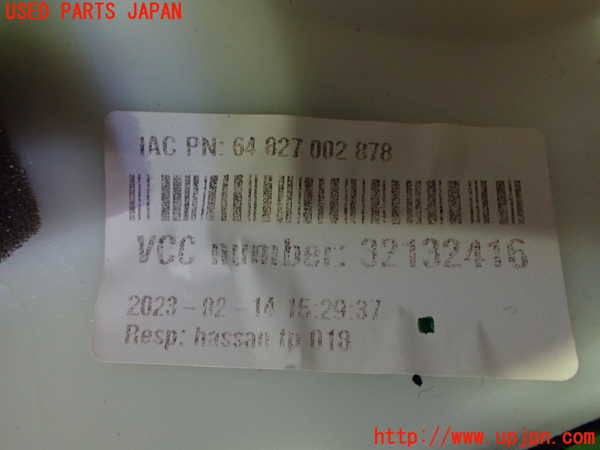 USED PARTS JAPAN
IAC PN: 64 827 002 878
VCC number: 32132416
2023-02-14 15:29:37
Resp: hassan tp 019
http://www.upjpn.com/